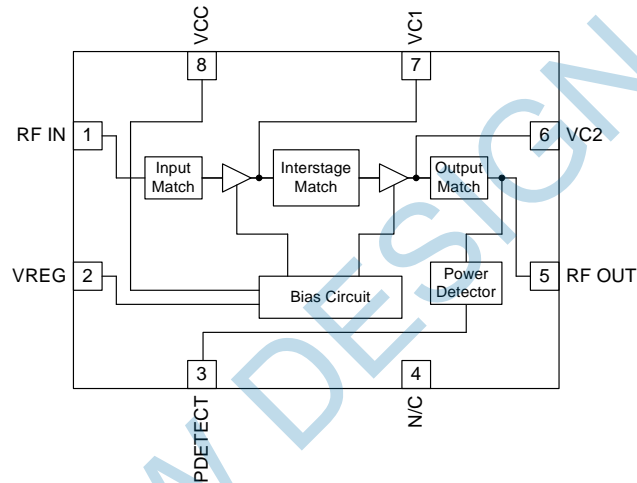 VCC
VC1
8
7
RF IN
1
6
VC2
Input
Match
Interstage
Match
Output
Match
VREG
2
Bias Circuit
Power
Detector
5
RF OUT
3
4
PDETECT
N/C
W DESIGN